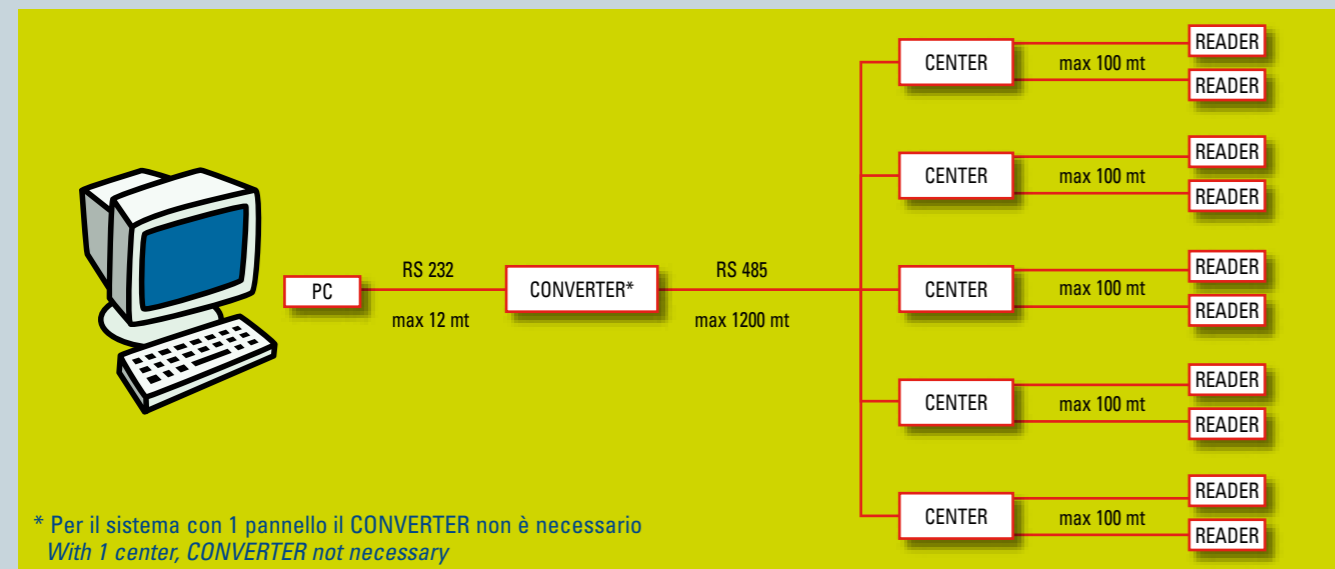 READER
CENTER
max 100 mt
READER
READER
CENTER
max 100 mt
READER
RS 232
RS 485
READER
PC
CONVERTER*
CENTER
max 100 mt
READER
max 12 mt
max 1200 mt
READER
CENTER
max 100 mt
READER
READER
CENTER
max 100 mt
READER
* Per il sistema con 1 pannello il CONVERTER non è necessario
With 1 center, CONVERTER not necessary